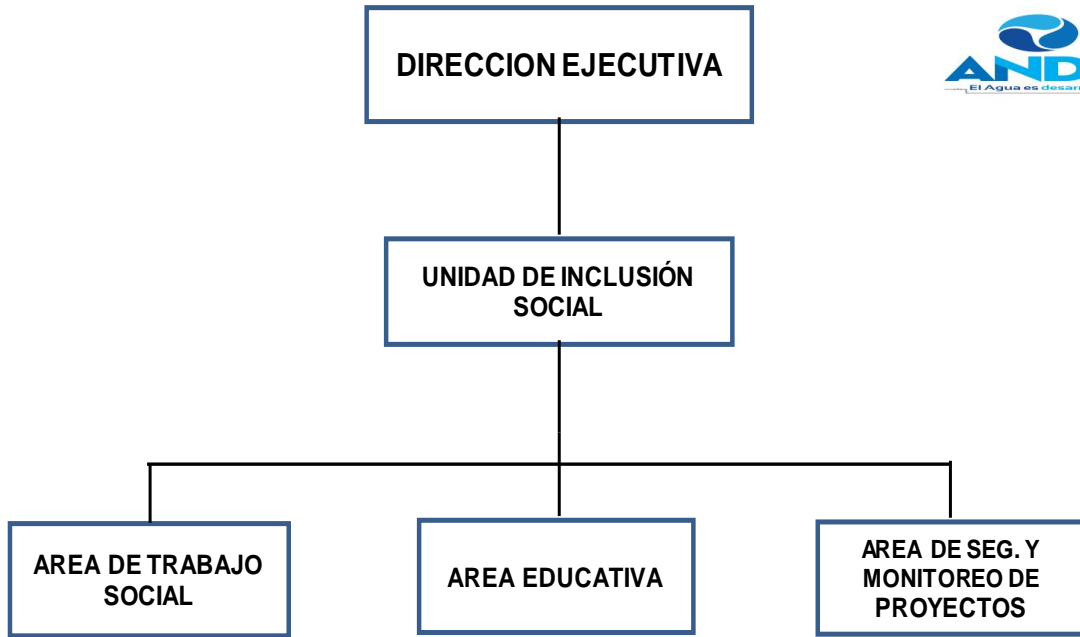 DIRECCION EJECUTIVA
AND
El Agua es desarr
UNIDAD DE INCLUSIÓN
SOCIAL
AREA DE TRABAJO
SOCIAL
AREA EDUCATIVA
AREA DE SEG. Y
MONITOREO DE
PROYECTOS